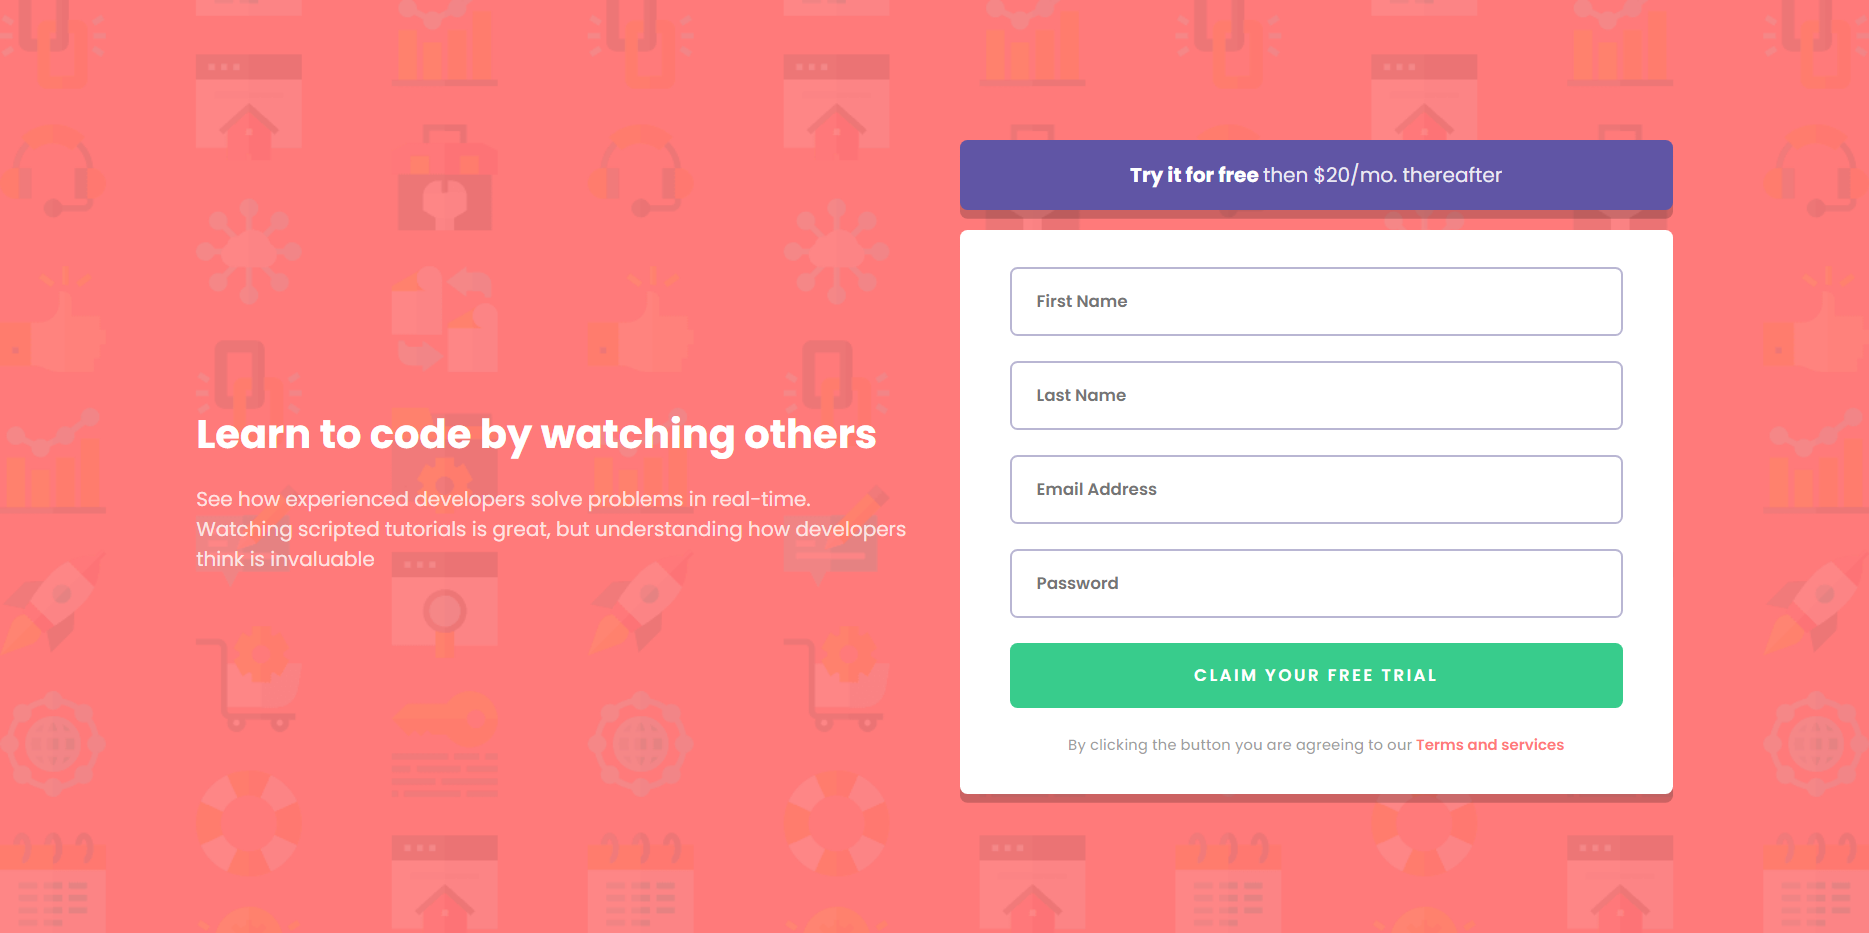 Learn to code by watching others
See how experienced developers solve problems in real-time.
Watching scripted tutorials is great, but understanding how developers
think is invaluable
Try it for free then $20/mo. thereafter
First Name
Last Name
Email Address
Password
CLAIM YOUR FREE TRIAL
By clicking the button you are agreeing to our Terms and services